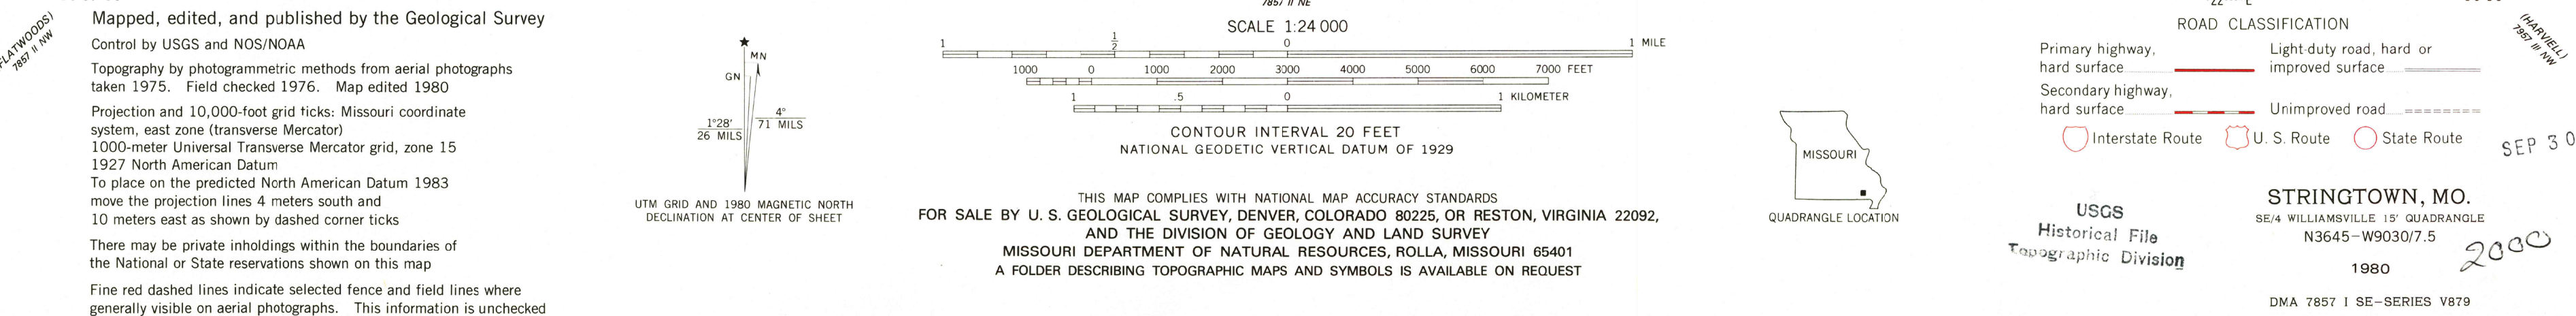 (FLATWOODS)
7857 II NW
Mapped, edited, and published by the Geological Survey
Control by USGS and NOS/NOAA
Topography by photogrammetric methods from aerial photographs
taken 1975. Field checked 1976. Map edited 1980
Projection and 10,000-foot grid ticks: Missouri coordinate
system, east zone (transverse Mercator)
1000-meter Universal Transverse Mercator grid, zone 15
1927 North American Datum
To place on the predicted North American Datum 1983
move the projection lines 4 meters south and
10 meters east as shown by dashed corner ticks
There may be private inholdings within the boundaries of
the National or State reservations shown on this map
Fine red dashed lines indicate selected fence and field lines where
generally visible on aerial photographs. This information is unchecked
★
MN
GN
1°28′
26 MILS
4°
71 MILS
UTM GRID AND 1980 MAGNETIC NORTH
DECLINATION AT CENTER OF SHEET
7857 II NE
SCALE 1:24 000
1 ½ 0 1 MILE
1000 0 1000 2000 3000 4000 5000 6000 7000 FEET
1 .5 0 1 KILOMETER
CONTOUR INTERVAL 20 FEET
NATIONAL GEODETIC VERTICAL DATUM OF 1929
THIS MAP COMPLIES WITH NATIONAL MAP ACCURACY STANDARDS
FOR SALE BY U. S. GEOLOGICAL SURVEY, DENVER, COLORADO 80225, OR RESTON, VIRGINIA 22092,
AND THE DIVISION OF GEOLOGY AND LAND SURVEY
MISSOURI DEPARTMENT OF NATURAL RESOURCES, ROLLA, MISSOURI 65401
A FOLDER DESCRIBING TOPOGRAPHIC MAPS AND SYMBOLS IS AVAILABLE ON REQUEST
MISSOURI
QUADRANGLE LOCATION
ROAD CLASSIFICATION
Primary highway,
hard surface
Light-duty road, hard or
improved surface
Secondary highway,
hard surface
Unimproved road
Interstate Route U. S. Route State Route
(HARVIELL)
7957 III NW
SEP 30
USGS
Historical File
Topographic Division
STRINGTOWN, MO.
SE/4 WILLIAMSVILLE 15′ QUADRANGLE
N3645-W9030/7.5
2000
1980
DMA 7857 I SE-SERIES V879